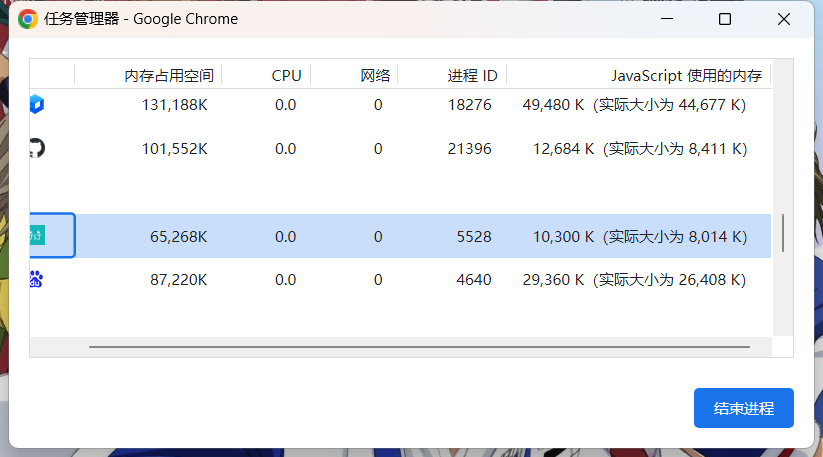 任务管理器 - Google Chrome
内存占用空间 CPU 网络 进程 ID JavaScript 使用的内存
131,188K 0.0 0 18276 49,480 K (实际大小为 44,677 K)
101,552K 0.0 0 21396 12,684 K (实际大小为 8,411 K)
65,268K 0.0 0 5528 10,300 K (实际大小为 8,014 K)
du 87,220K 0.0 0 4640 29,360 K (实际大小为 26,408 K)
结束进程